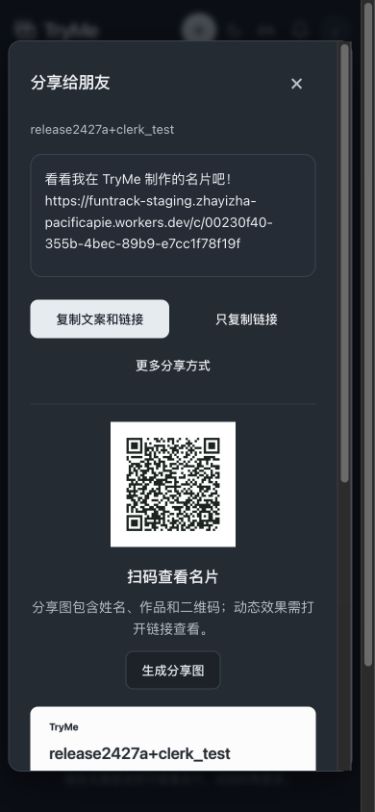 TryMe
分享给朋友
release2427a+clerk_test
看看我在 TryMe 制作的名片吧！
https://funtrack-staging.zhayizha-
pacificapie.workers.dev/c/00230f40-
355b-4bec-89b9-e7cc1f78f19f
复制文案和链接 只复制链接
更多分享方式
扫码查看名片
分享图包含姓名、作品和二维码；动态效果需打
开链接查看。
生成分享图
TryMe
release2427a+clerk_test